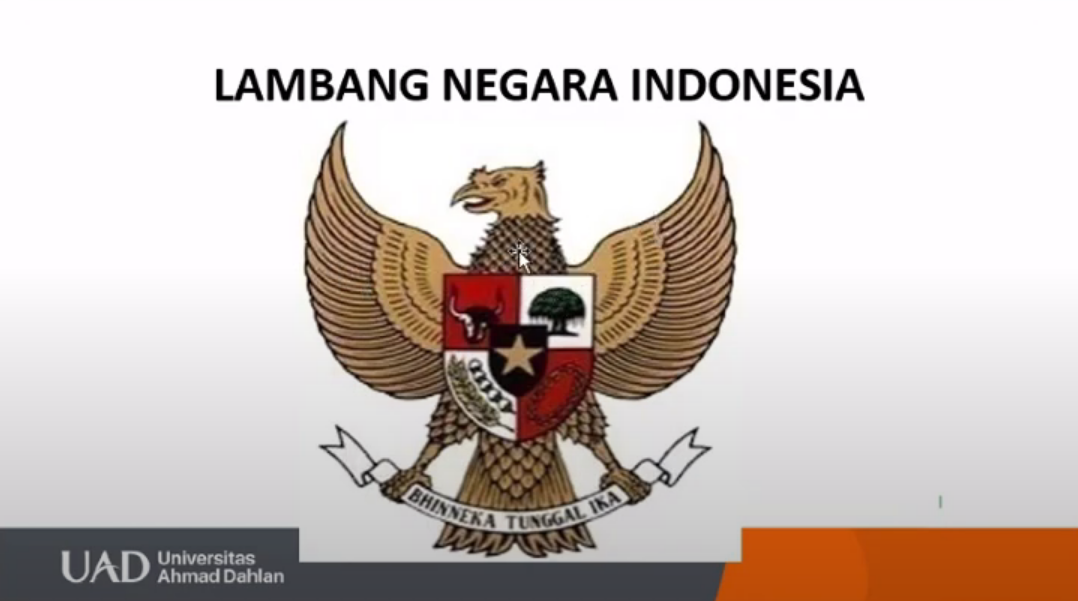 LAMBANG NEGARA INDONESIA
BHINNEKA TUNGGAL IKA
UAD Universitas
Ahmad Dahlan